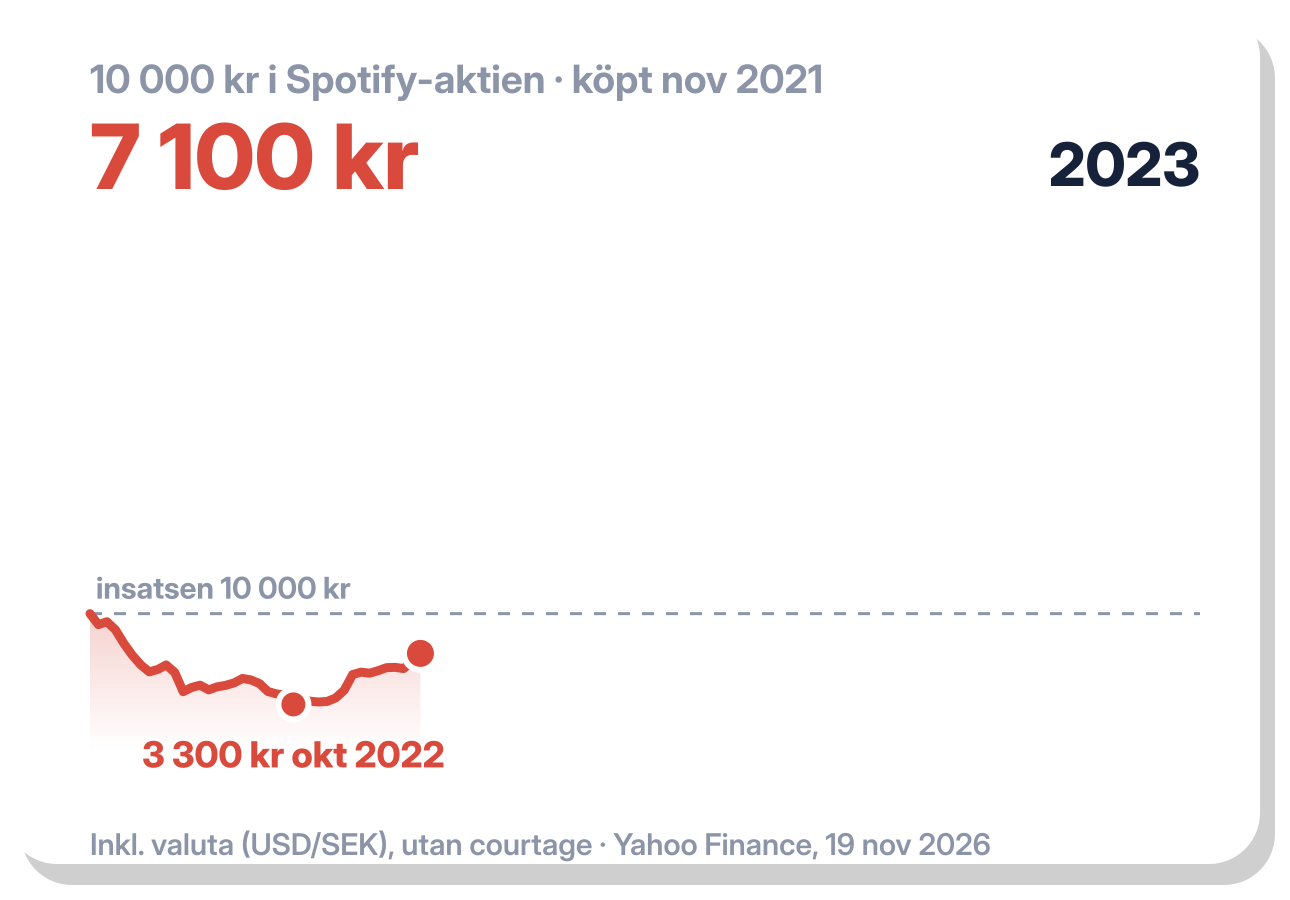 10 000 kr i Spotify-aktien · köpt nov 2021
7 100 kr
2023
insatsen 10 000 kr
3 300 kr okt 2022
Inkl. valuta (USD/SEK), utan courtage · Yahoo Finance, 19 nov 2026